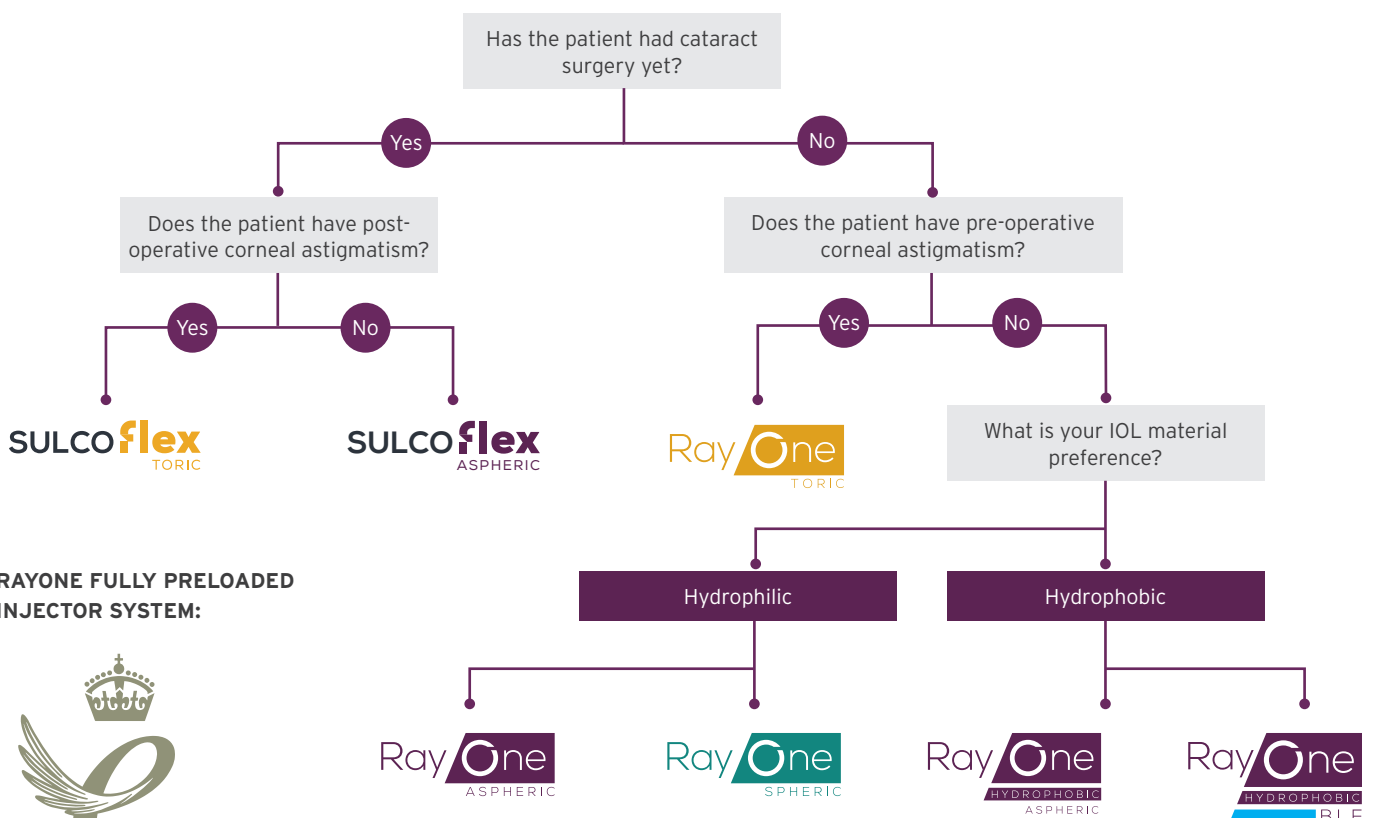 Has the patient had cataract
surgery yet?
Yes
No
Does the patient have post-
operative corneal astigmatism?
Does the patient have pre-operative
corneal astigmatism?
Yes
No
Yes
No
SULCOflex
TORIC
SULCOflex
ASPHERIC
RayOne
TORIC
What is your IOL material
preference?
RAYONE FULLY PRELOADED
INJECTOR SYSTEM:
Hydrophilic
Hydrophobic
RayOne
ASPHERIC
RayOne
SPHERIC
RayOne
HYDROPHOBIC
ASPHERIC
RayOne
HYDROPHOBIC